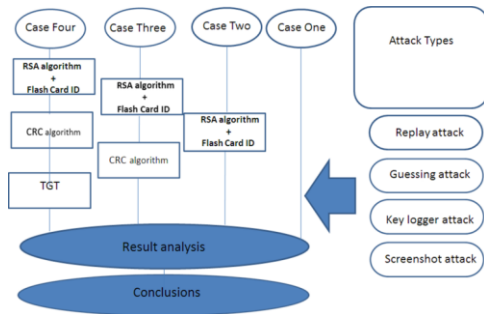 Case Four
Case Three
Case Two
Case One
RSA algorithm
+
Flash Card ID
CRC algorithm
TGT
RSA algorithm
+
Flash Card ID
CRC algorithm
RSA algorithm
+
Flash Card ID
Attack Types
Replay attack
Guessing attack
Key logger attack
Screenshot attack
Result analysis
Conclusions